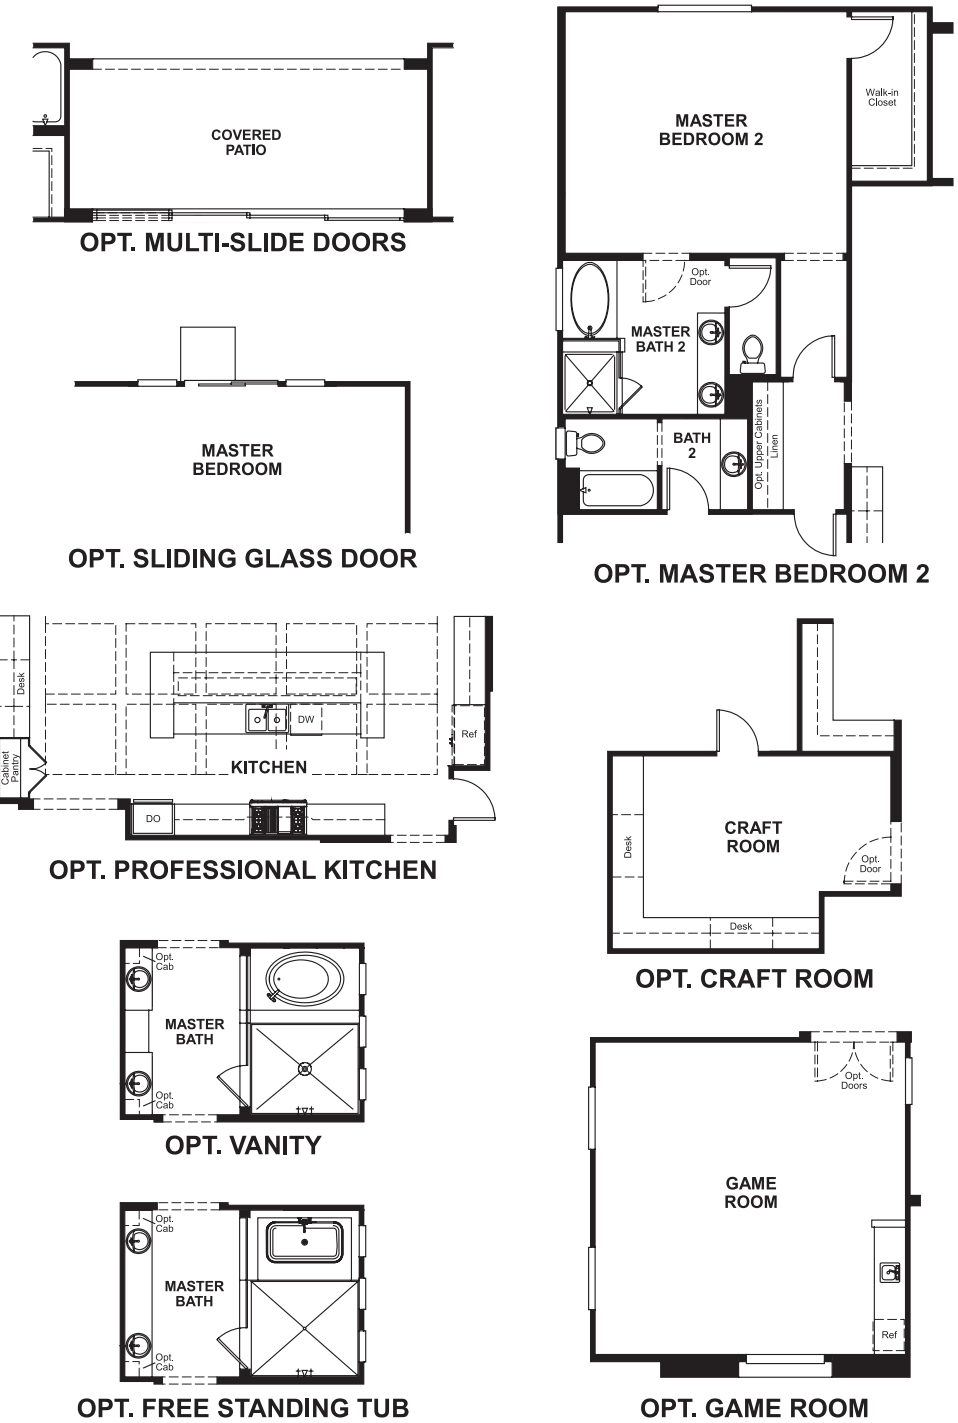 COVERED
PATIO
OPT. MULTI-SLIDE DOORS
MASTER
BEDROOM
OPT. SLIDING GLASS DOOR
MASTER
BEDROOM 2
Walk-in
Closet
Opt.
Door
MASTER
BATH 2
BATH
2
Opt. Upper Cabinets
Linen
OPT. MASTER BEDROOM 2
Desk
Cabinet
Pantry
DW
Ref
KITCHEN
DO
OPT. PROFESSIONAL KITCHEN
CRAFT
ROOM
Desk
Opt.
Door
Desk
OPT. CRAFT ROOM
Opt.
Cab
MASTER
BATH
Opt.
Cab
OPT. VANITY
Opt.
Doors
GAME
ROOM
Ref
OPT. GAME ROOM
Opt.
Cab
MASTER
BATH
Opt.
Cab
OPT. FREE STANDING TUB